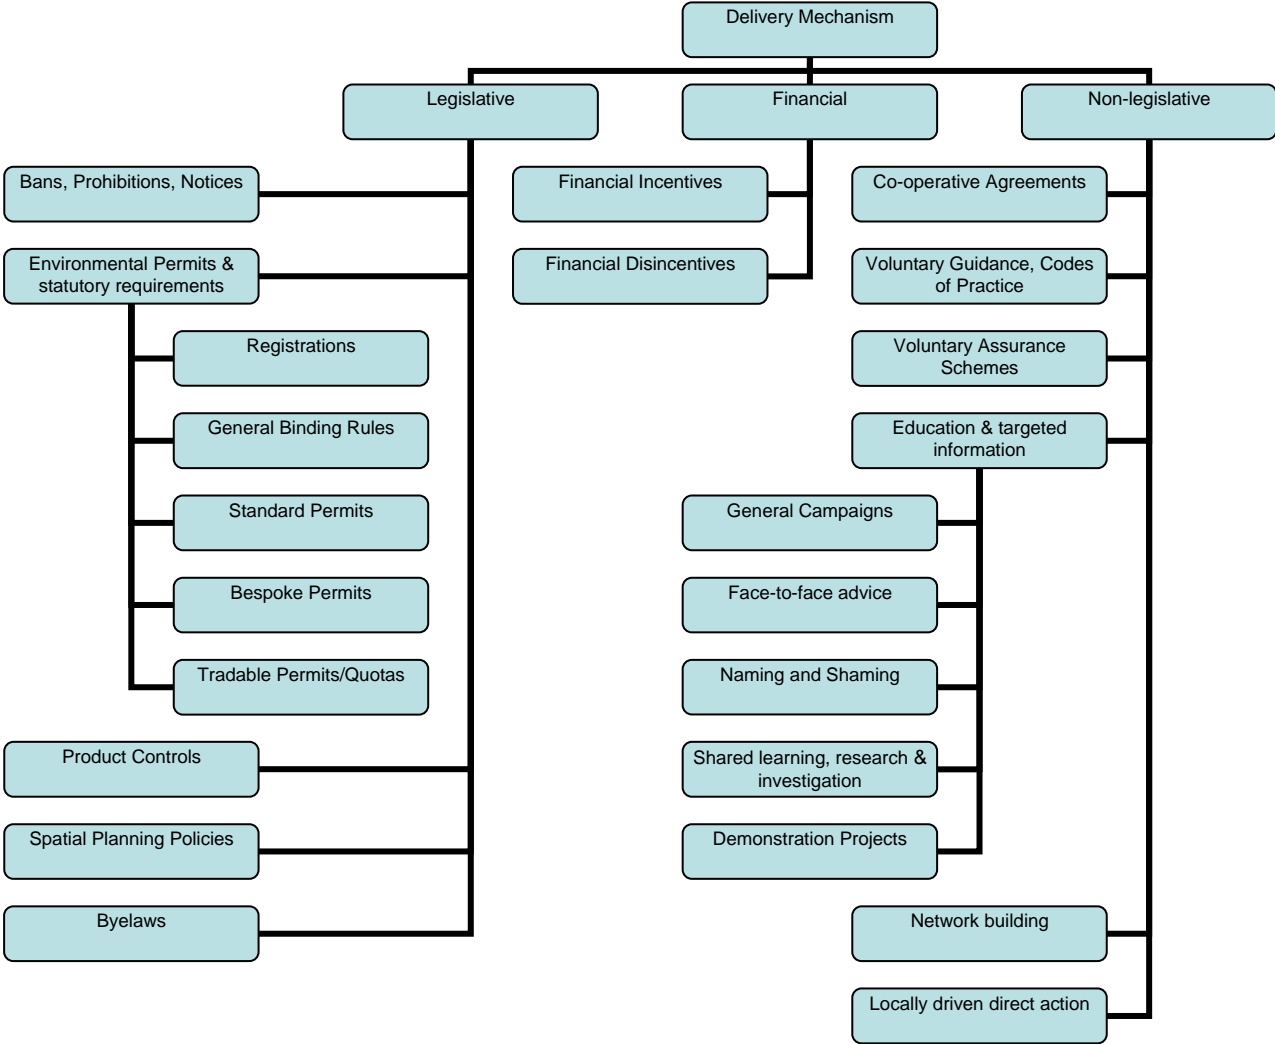 Delivery Mechanism
Legislative
Financial
Non-legislative
Bans, Prohibitions, Notices
Financial Incentives
Co-operative Agreements
Environmental Permits &
statutory requirements
Financial Disincentives
Voluntary Guidance, Codes
of Practice
Registrations
Voluntary Assurance
Schemes
General Binding Rules
Education & targeted
information
Standard Permits
General Campaigns
Bespoke Permits
Face-to-face advice
Tradable Permits/Quotas
Naming and Shaming
Product Controls
Shared learning, research &
investigation
Spatial Planning Policies
Demonstration Projects
Byelaws
Network building
Locally driven direct action